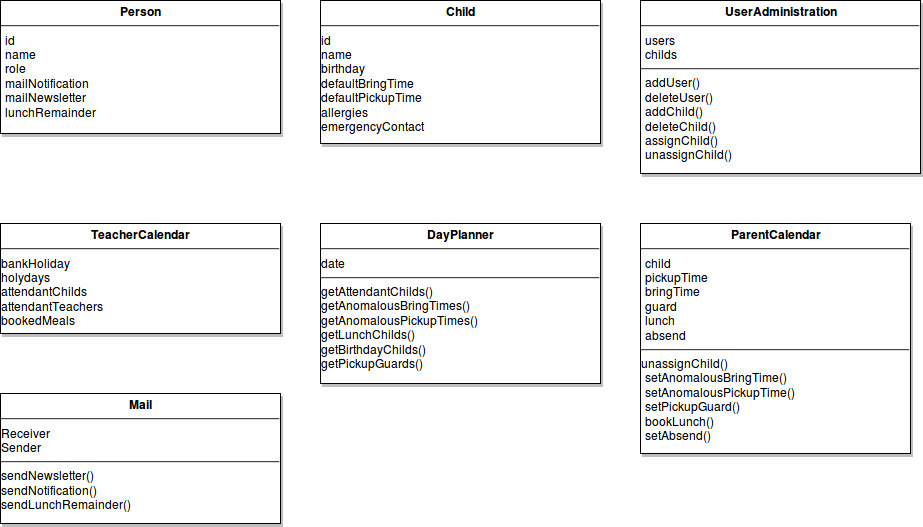 Person
id
name
role
mailNotification
mailNewsletter
lunchRemainder
Child
id
name
birthday
defaultBringTime
defaultPickupTime
allergies
emergencyContact
UserAdministration
users
childs
addUser()
deleteUser()
addChild()
deleteChild()
assignChild()
unassignChild()
TeacherCalendar
bankHoliday
holydays
attendantChilds
attendantTeachers
bookedMeals
DayPlanner
date
getAttendantChilds()
getAnomalousBringTimes()
getAnomalousPickupTimes()
getLunchChilds()
getBirthdayChilds()
getPickupGuards()
ParentCalendar
child
pickupTime
bringTime
guard
lunch
absend
unassignChild()
setAnomalousBringTime()
setAnomalousPickupTime()
setPickupGuard()
bookLunch()
setAbsend()
Mail
Receiver
Sender
sendNewsletter()
sendNotification()
sendLunchRemainder()